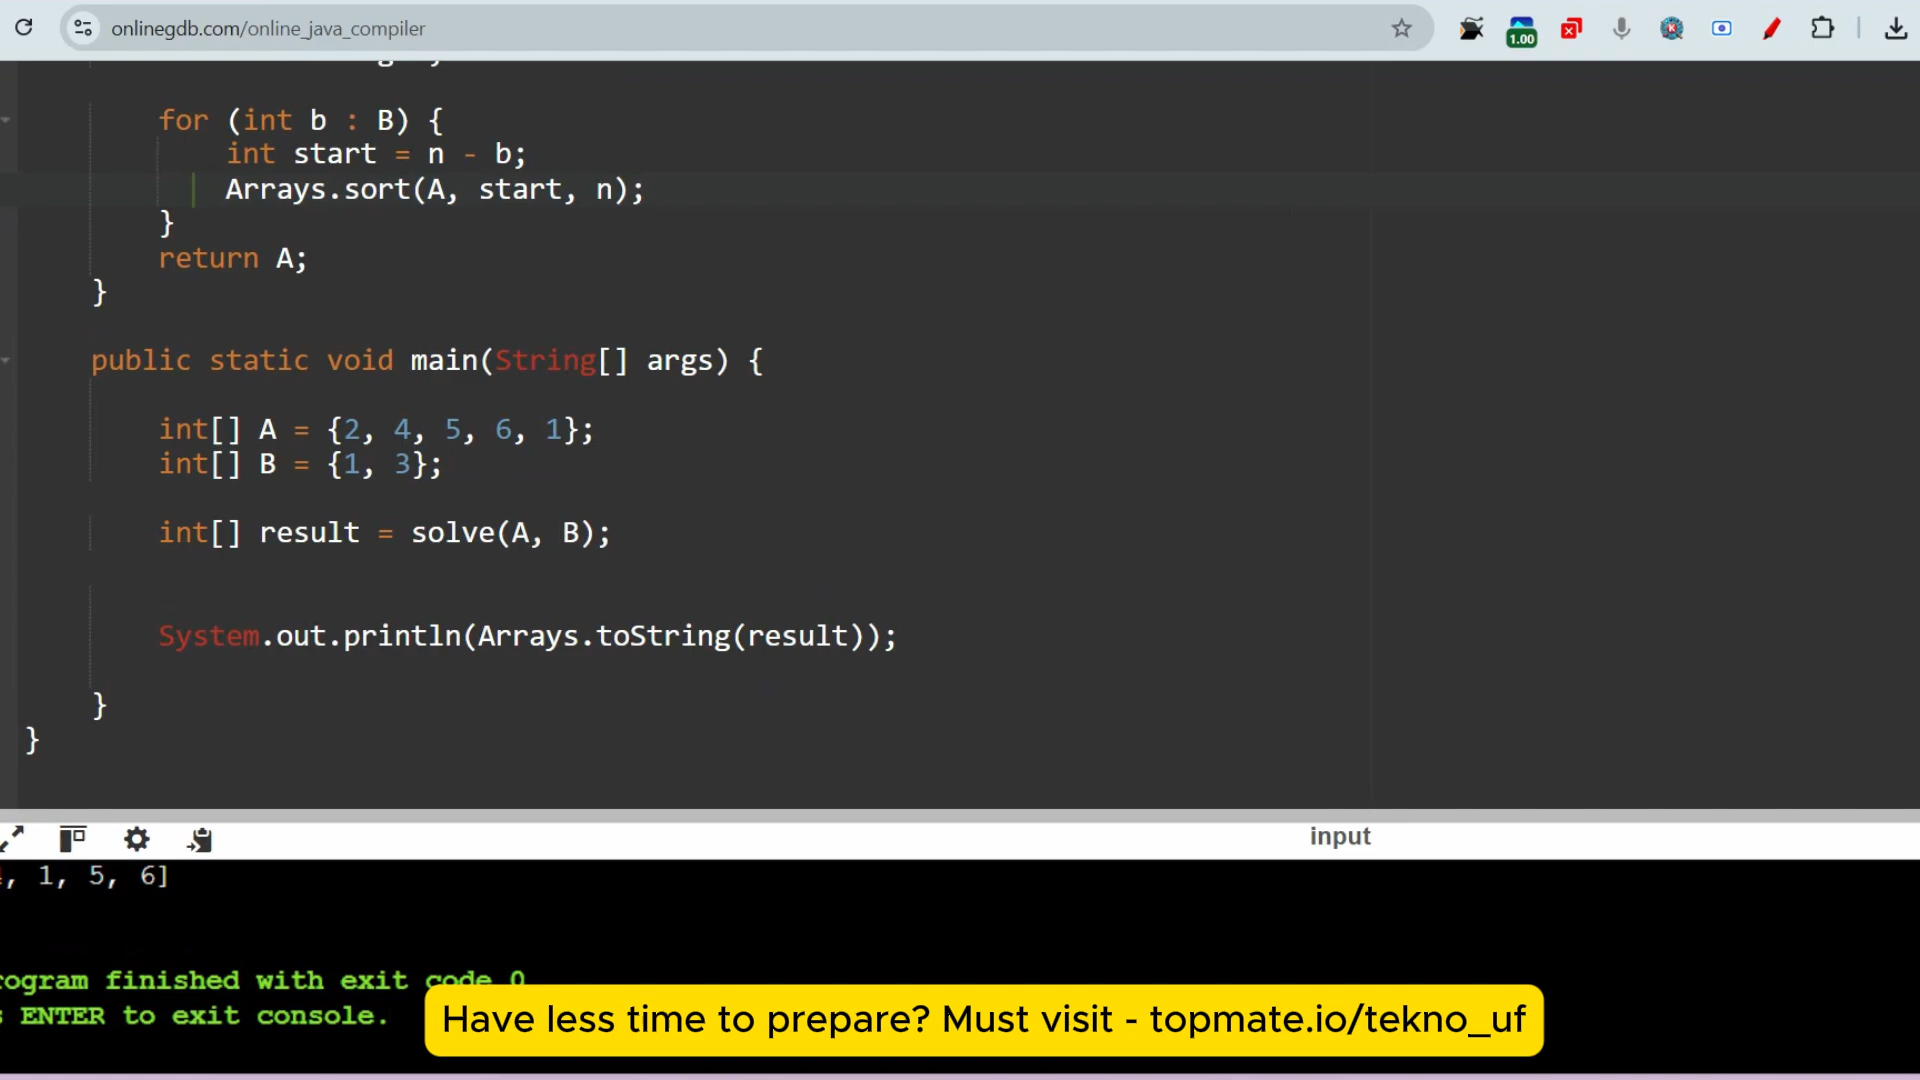 onlinegdb.com/online_java_compiler
1.00
for (int b : B) {
int start = n - b;
Arrays.sort(A, start, n);
}
return A;
}
public static void main(String[] args) {
int[] A = {2, 4, 5, 6, 1};
int[] B = {1, 3};
int[] result = solve(A, B);
System.out.println(Arrays.toString(result));
}
}
input
, 1, 5, 6]
rogram finished with exit code 0
s ENTER to exit console.
Have less time to prepare? Must visit - topmate.io/tekno_uf